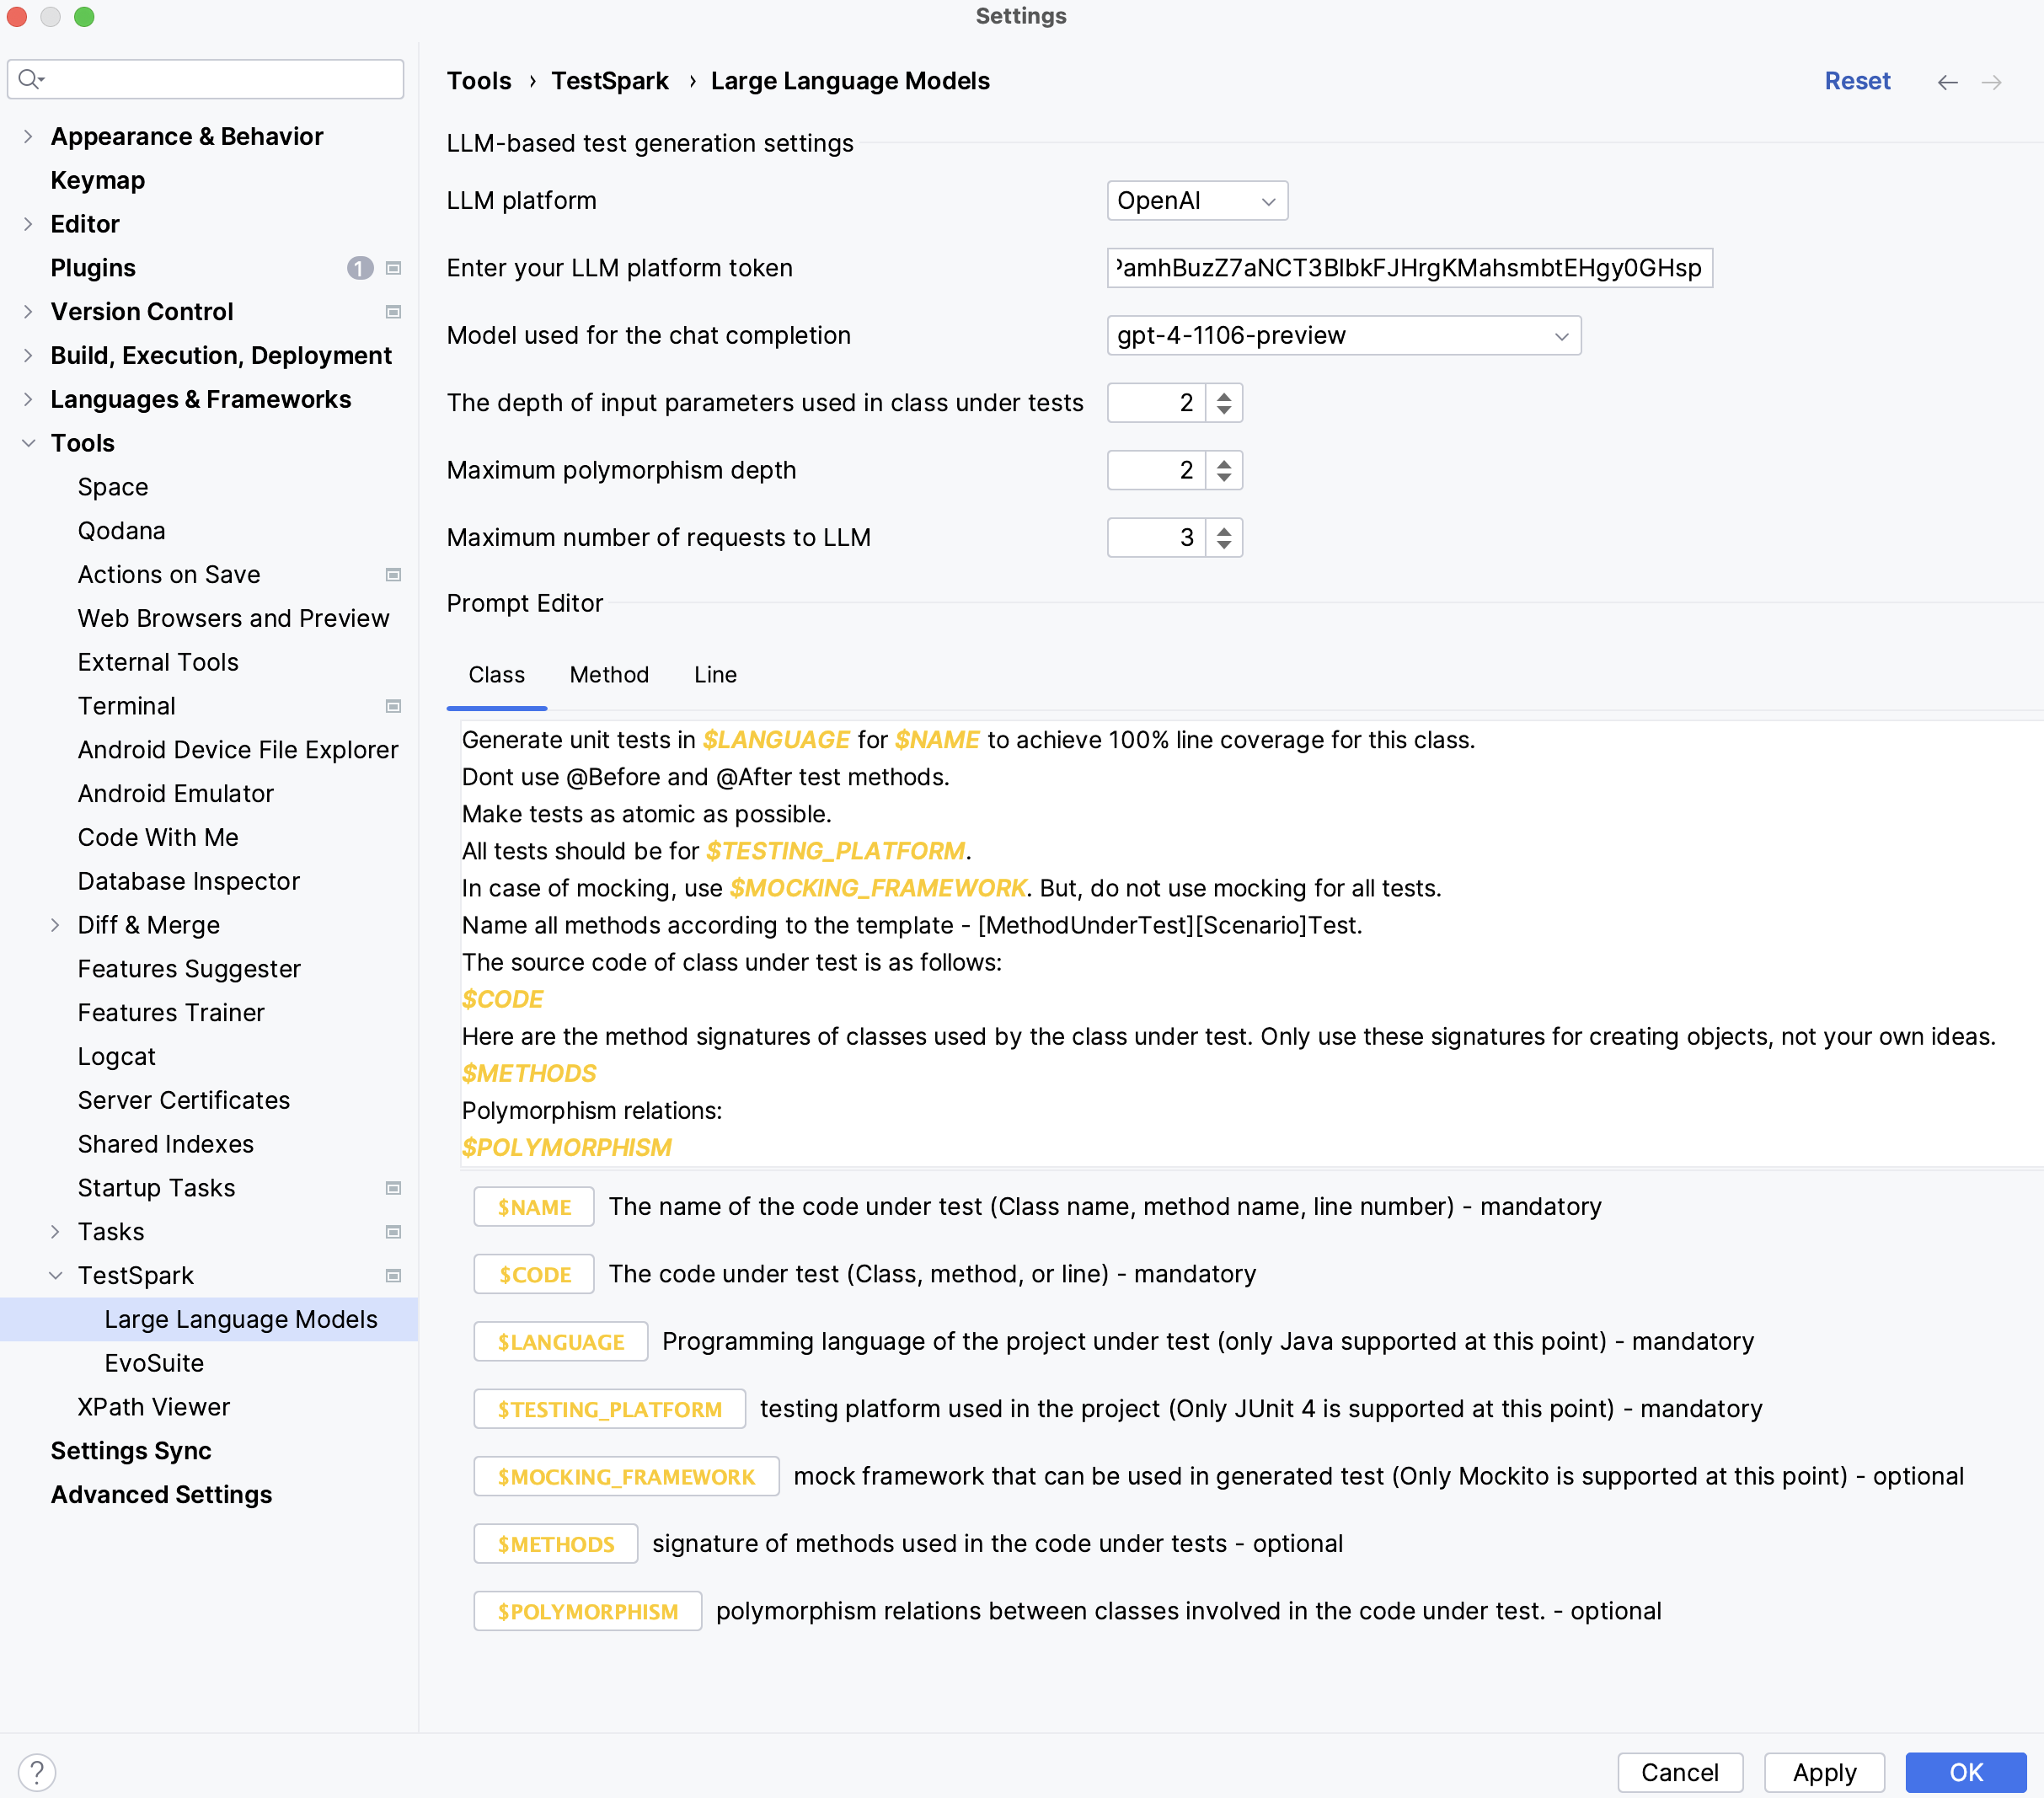 Settings
Appearance & Behavior
Keymap
Editor
Plugins 1
Version Control
Build, Execution, Deployment
Languages & Frameworks
Tools
Space
Qodana
Actions on Save
Web Browsers and Preview
External Tools
Terminal
Android Device File Explorer
Android Emulator
Code With Me
Database Inspector
Diff & Merge
Features Suggester
Features Trainer
Logcat
Server Certificates
Shared Indexes
Startup Tasks
Tasks
TestSpark
Large Language Models
EvoSuite
XPath Viewer
Settings Sync
Advanced Settings
Tools › TestSpark › Large Language Models
Reset
LLM-based test generation settings
LLM platform OpenAI
Enter your LLM platform token
Model used for the chat completion gpt-4-1106-preview
The depth of input parameters used in class under tests 2
Maximum polymorphism depth 2
Maximum number of requests to LLM 3
Prompt Editor
Class Method Line
Generate unit tests in $LANGUAGE for $NAME to achieve 100% line coverage for this class.
Dont use @Before and @After test methods.
Make tests as atomic as possible.
All tests should be for $TESTING_PLATFORM.
In case of mocking, use $MOCKING_FRAMEWORK. But, do not use mocking for all tests.
Name all methods according to the template - [MethodUnderTest][Scenario]Test.
The source code of class under test is as follows:
$CODE
Here are the method signatures of classes used by the class under test. Only use these signatures for creating objects, not your own ideas.
$METHODS
Polymorphism relations:
$POLYMORPHISM
$NAME The name of the code under test (Class name, method name, line number) - mandatory
$CODE The code under test (Class, method, or line) - mandatory
$LANGUAGE Programming language of the project under test (only Java supported at this point) - mandatory
$TESTING_PLATFORM testing platform used in the project (Only JUnit 4 is supported at this point) - mandatory
$MOCKING_FRAMEWORK mock framework that can be used in generated test (Only Mockito is supported at this point) - optional
$METHODS signature of methods used in the code under tests - optional
$POLYMORPHISM polymorphism relations between classes involved in the code under test. - optional
?
Cancel Apply OK